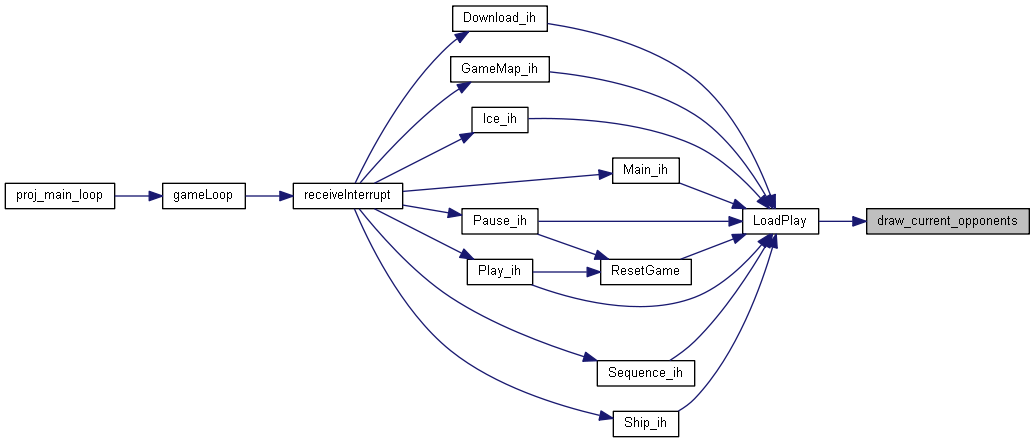 Download_ih
GameMap_ih
Ice_ih
Main_ih
proj_main_loop
gameLoop
receiveInterrupt
Pause_ih
LoadPlay
draw_current_opponents
Play_ih
ResetGame
Sequence_ih
Ship_ih